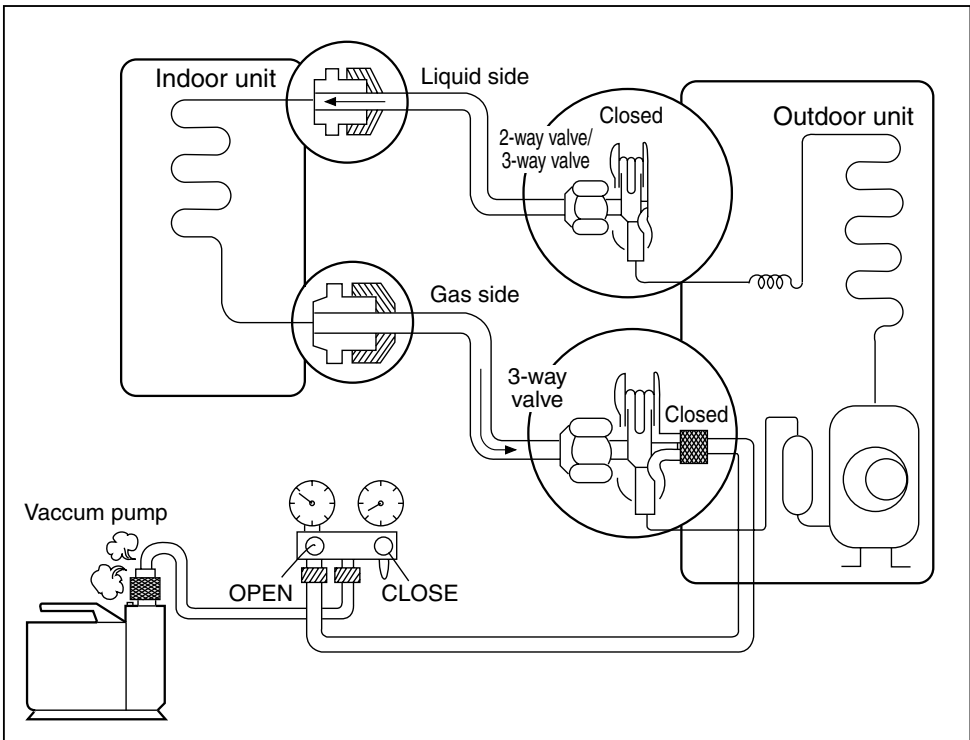 Indoor unit
Liquid side
Closed
2-way valve/
3-way valve
Outdoor unit
Gas side
3-way
valve
Closed
Vaccum pump
OPEN
CLOSE